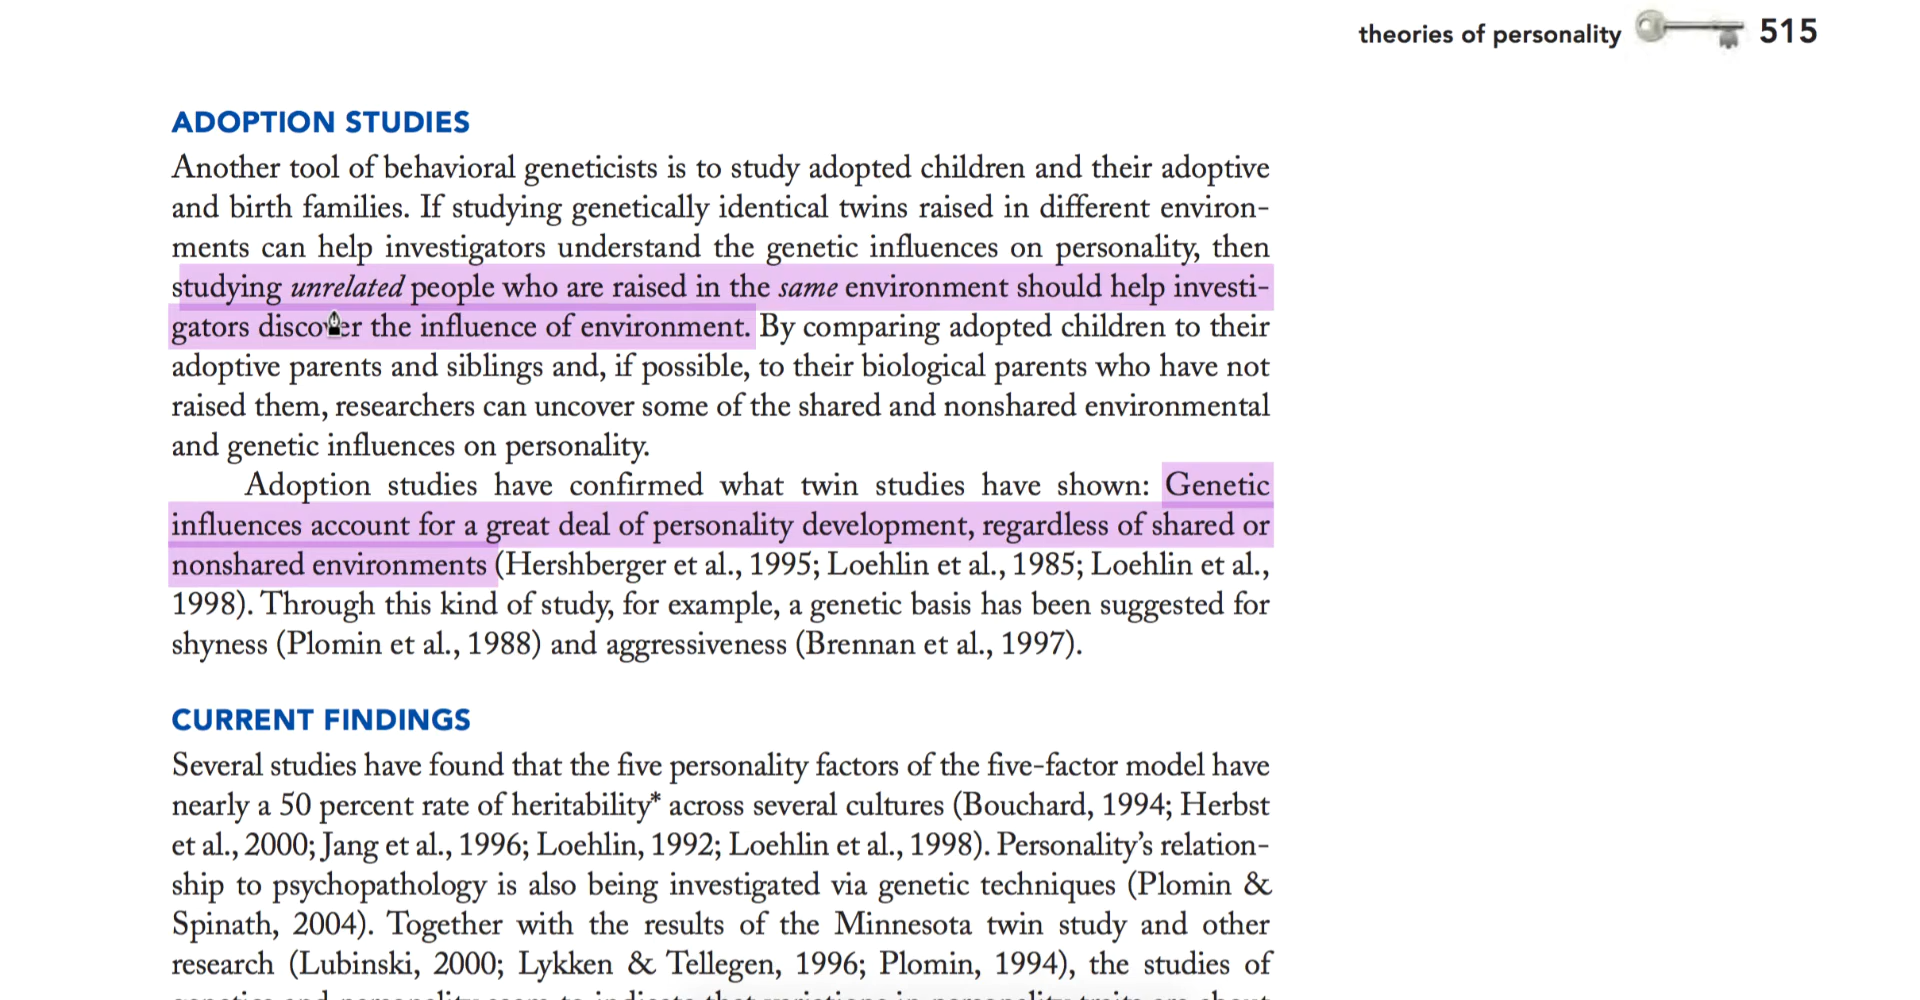 theories of personality 515
ADOPTION STUDIES
Another tool of behavioral geneticists is to study adopted children and their adoptive
and birth families. If studying genetically identical twins raised in different environ-
ments can help investigators understand the genetic influences on personality, then
studying unrelated people who are raised in the same environment should help investi-
gators discover the influence of environment. By comparing adopted children to their
adoptive parents and siblings and, if possible, to their biological parents who have not
raised them, researchers can uncover some of the shared and nonshared environmental
and genetic influences on personality.
Adoption studies have confirmed what twin studies have shown: Genetic
influences account for a great deal of personality development, regardless of shared or
nonshared environments (Hershberger et al., 1995; Loehlin et al., 1985; Loehlin et al.,
1998). Through this kind of study, for example, a genetic basis has been suggested for
shyness (Plomin et al., 1988) and aggressiveness (Brennan et al., 1997).
CURRENT FINDINGS
Several studies have found that the five personality factors of the five-factor model have
nearly a 50 percent rate of heritability* across several cultures (Bouchard, 1994; Herbst
et al., 2000; Jang et al., 1996; Loehlin, 1992; Loehlin et al., 1998). Personality's relation-
ship to psychopathology is also being investigated via genetic techniques (Plomin &
Spinath, 2004). Together with the results of the Minnesota twin study and other
research (Lubinski, 2000; Lykken & Tellegen, 1996; Plomin, 1994), the studies of